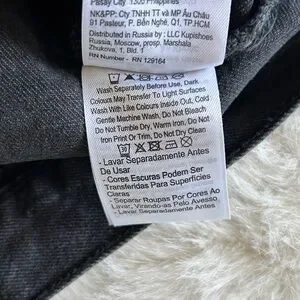 Pasay City 1300 Philippines
NK&PP: Cty TNHH TT và MP Âu Châu
81 Pasteur, P. Bến Nghé, Q1, TP.HCM
Distributed in Russia by : LLC Kupishoes
Russia, Moscow, prosp. Marshala
Zhukova, 1, bld. 1
RN Number - RN 129164
Wash Separately Before Use, Dark
Colours May Transfer To Light Surfaces
Wash With Like Colours Inside Out, Cold
Gentle Machine Wash, Do Not Bleach
Do Not Tumble Dry, Warm Iron, Do Not
Iron Print Or Trim, Do Not Dry Clean
- Lavar Separadamente Antes
De Usar
- Cores Escuras Podem Ser
Transferidas Para Superfícies
Claras
- Separar Roupas Por Cores Ao
Lavar, Virando-as Pelo Avesso